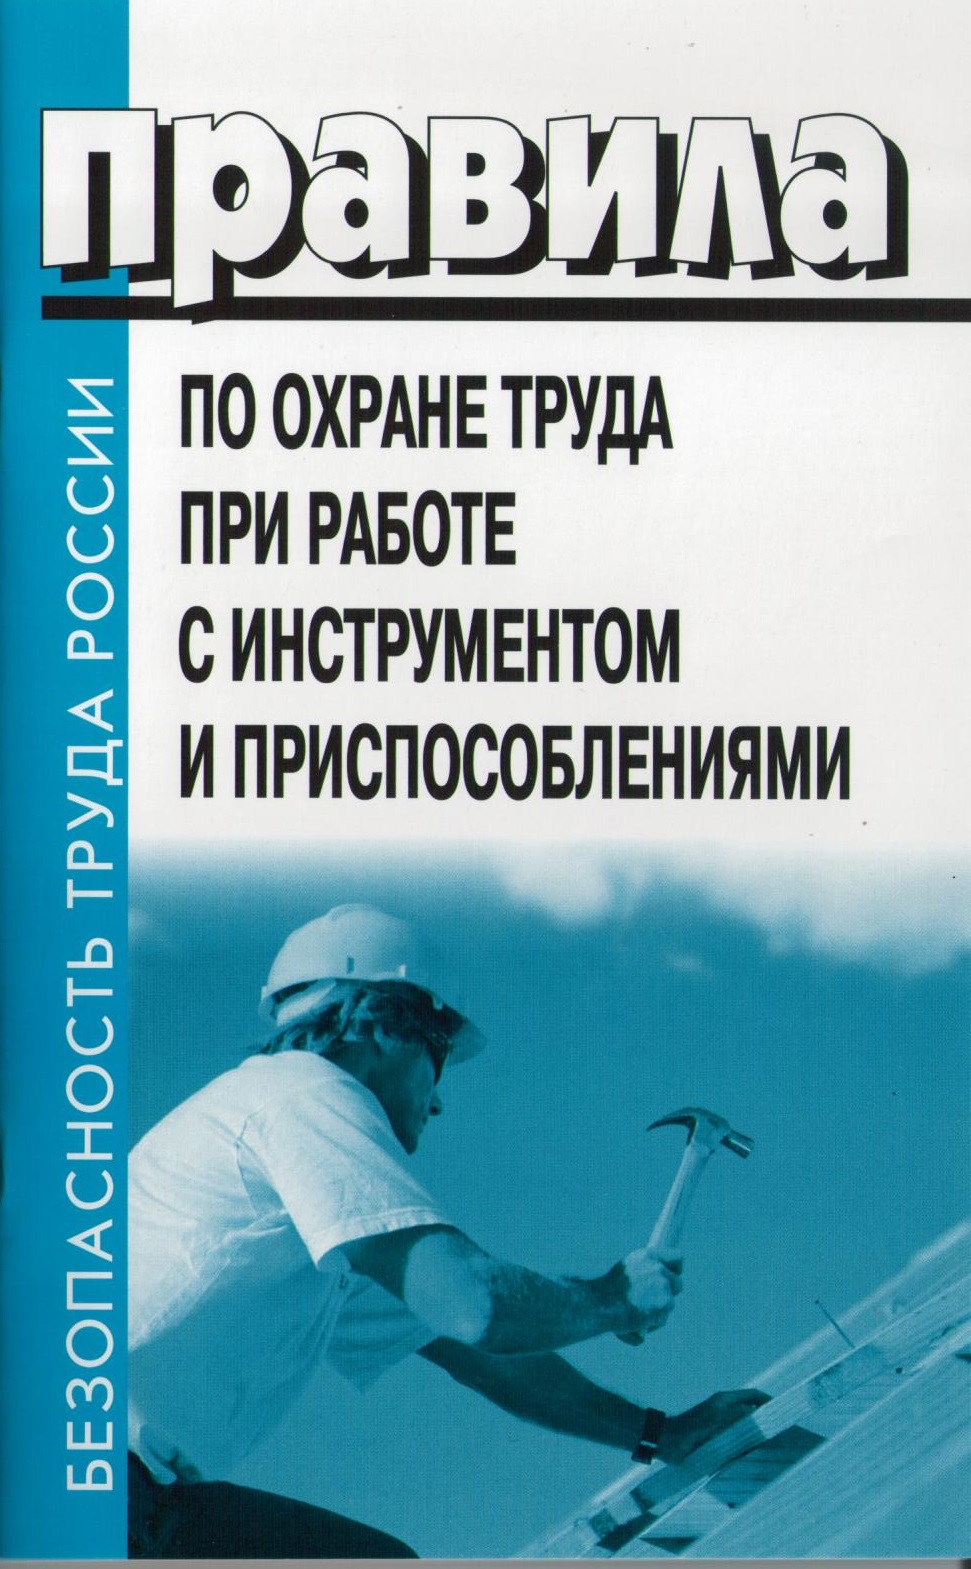 правила
ПО ОХРАНЕ ТРУДА
ПРИ РАБОТЕ
С ИНСТРУМЕНТОМ
И ПРИСПОСОБЛЕНИЯМИ
БЕЗОПАСНОСТЬ ТРУДА РОССИИ